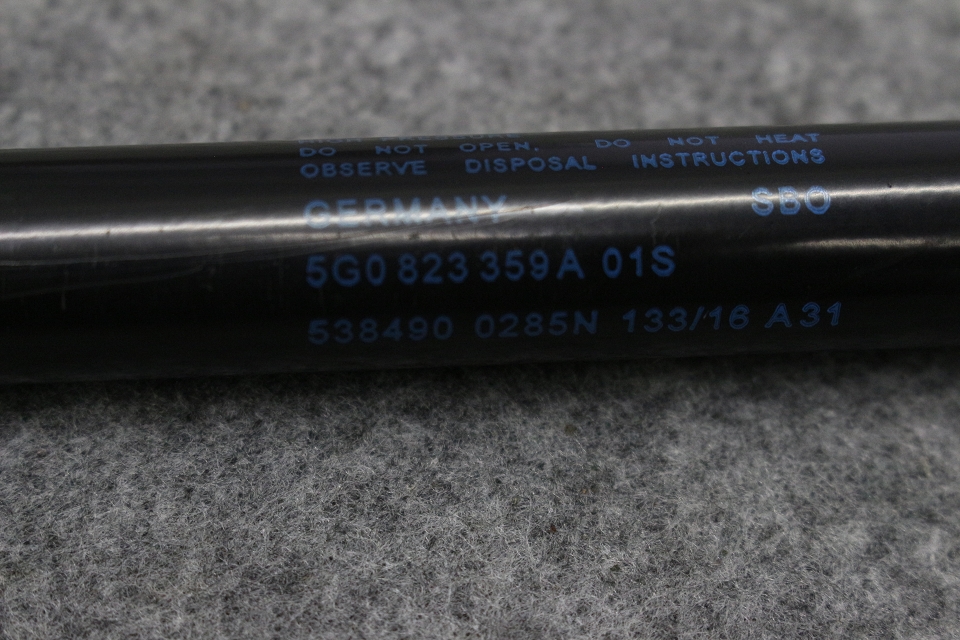 DO NOT OPEN. DO NOT HEAT
OBSERVE DISPOSAL INSTRUCTIONS
GERMANY SBO
5G0 823 359 A 01S
538490 0285N 133/16 A31